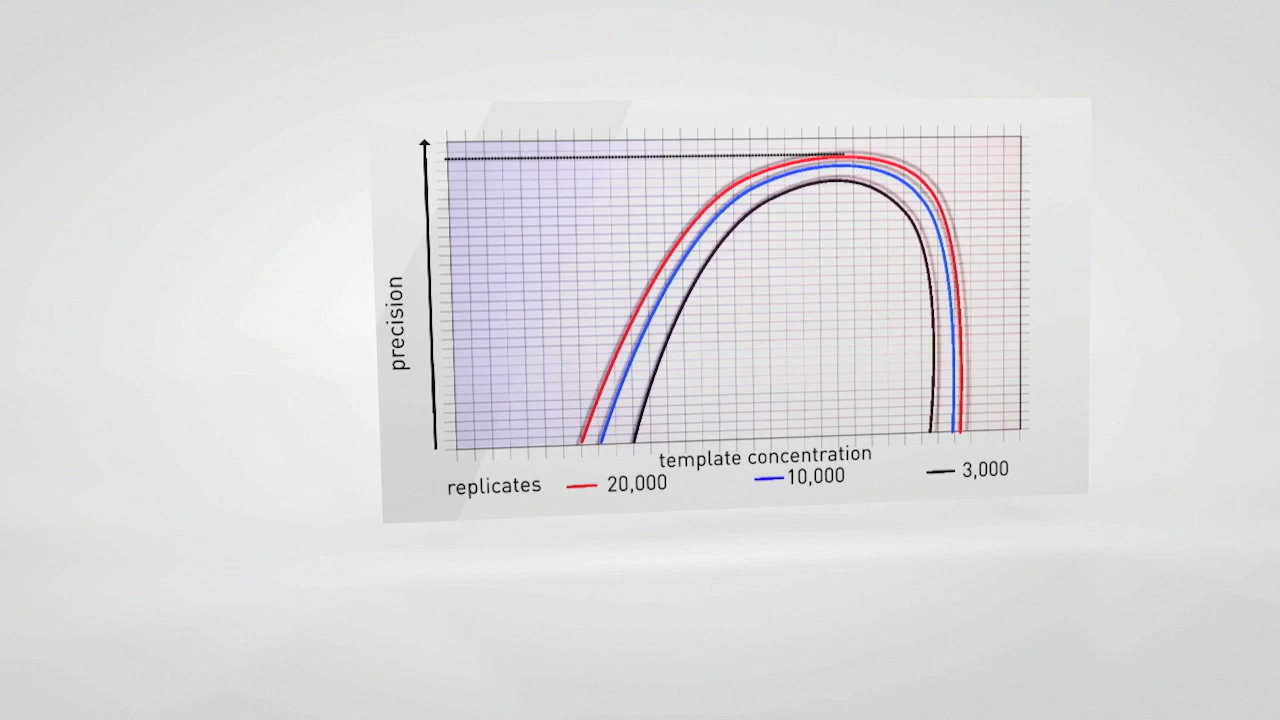 precision
template concentration
replicates 20,000 10,000 3,000